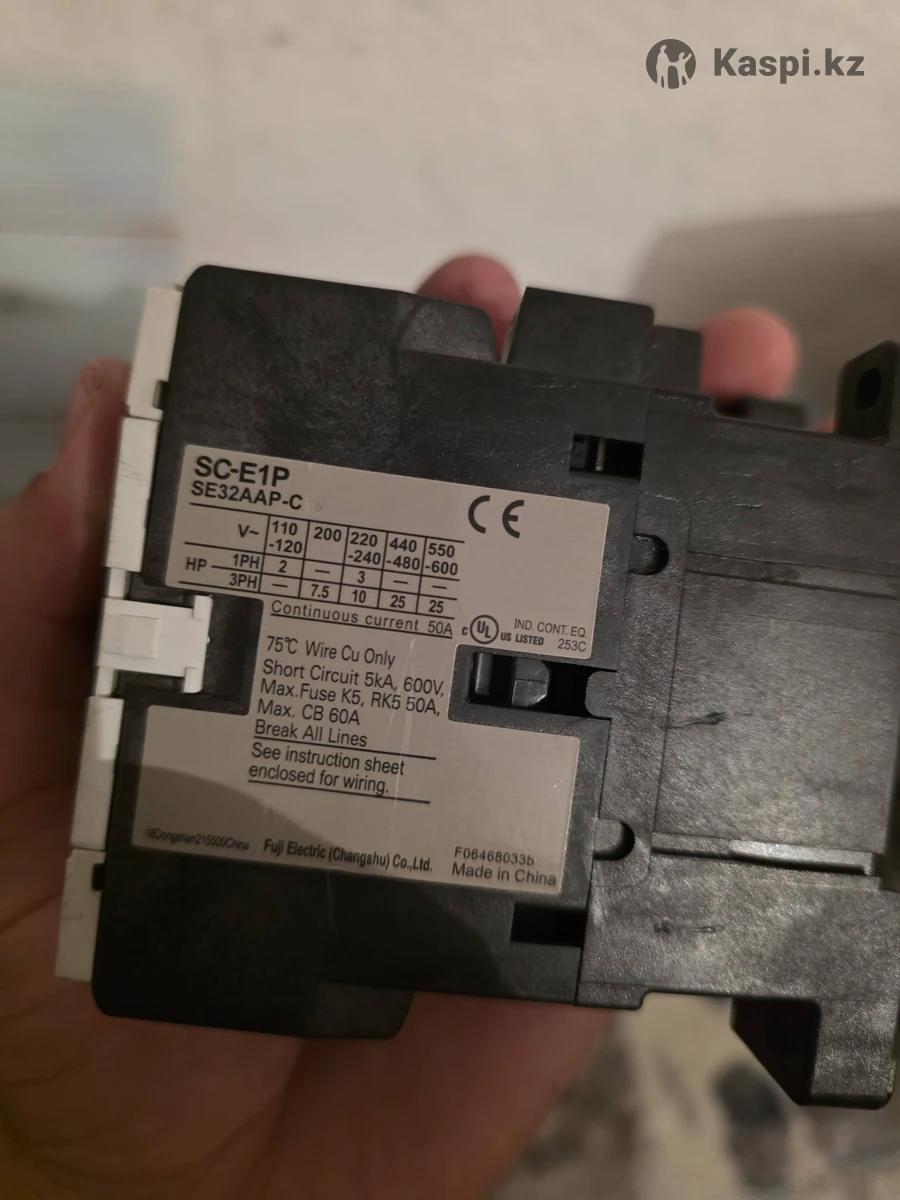 Kaspi.kz
SC-E1P
SE32AAP-C
CE
V~ 110-120 200 220-240 440-480 550-600
HP 1PH 2 — 3 — —
3PH — 7.5 10 25 25
Continuous current 50A
C UL US LISTED IND. CONT. EQ. 253C
75℃ Wire Cu Only
Short Circuit 5kA, 600V,
Max.Fuse K5, RK5 50A,
Max. CB 60A
Break All Lines
See instruction sheet
enclosed for wiring.
18Dongnan215500China Fuji Electric (Changshu) Co.,Ltd. F06468033b
Made in China